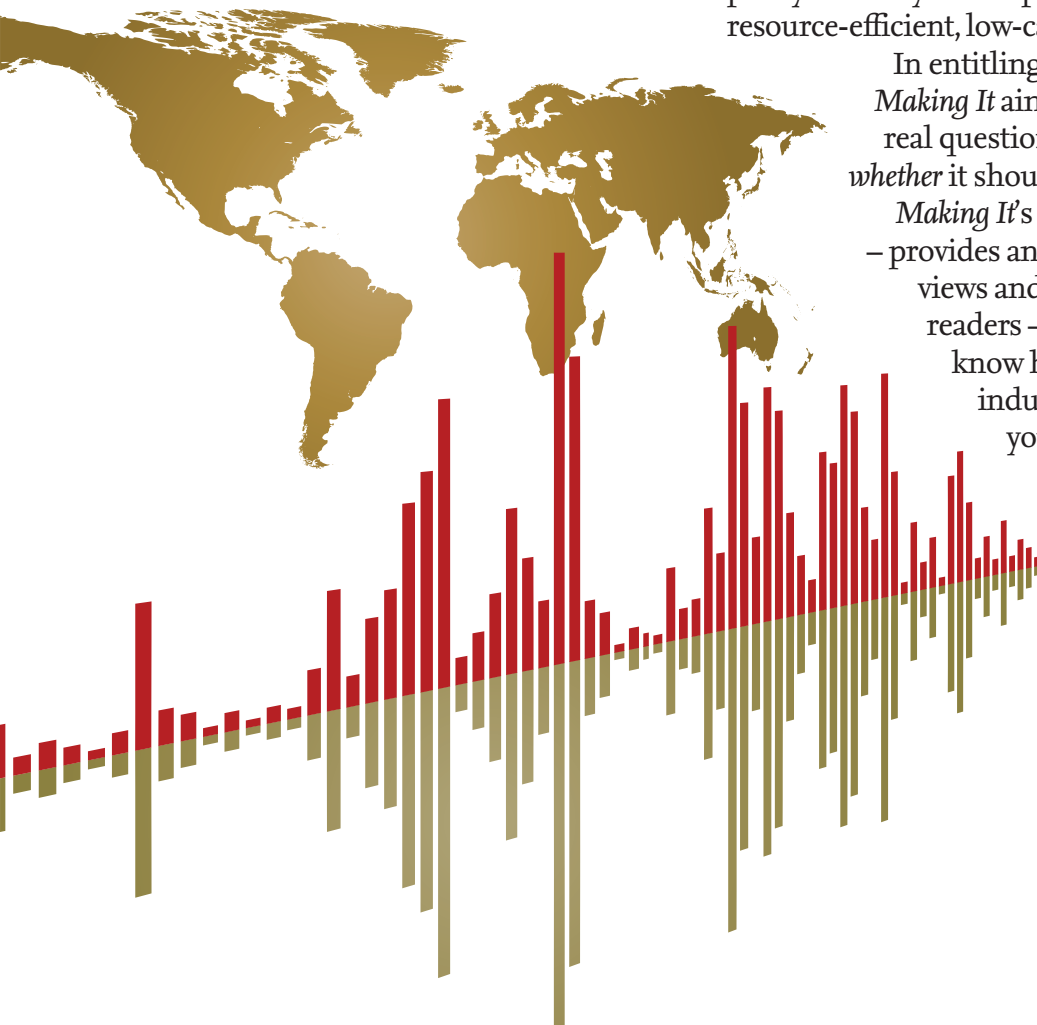 resource-efficient, low-ca
In entitling
Making It aim
real question
whether it shou
Making It’s
– provides an
views and
readers –
know h
indu
yo